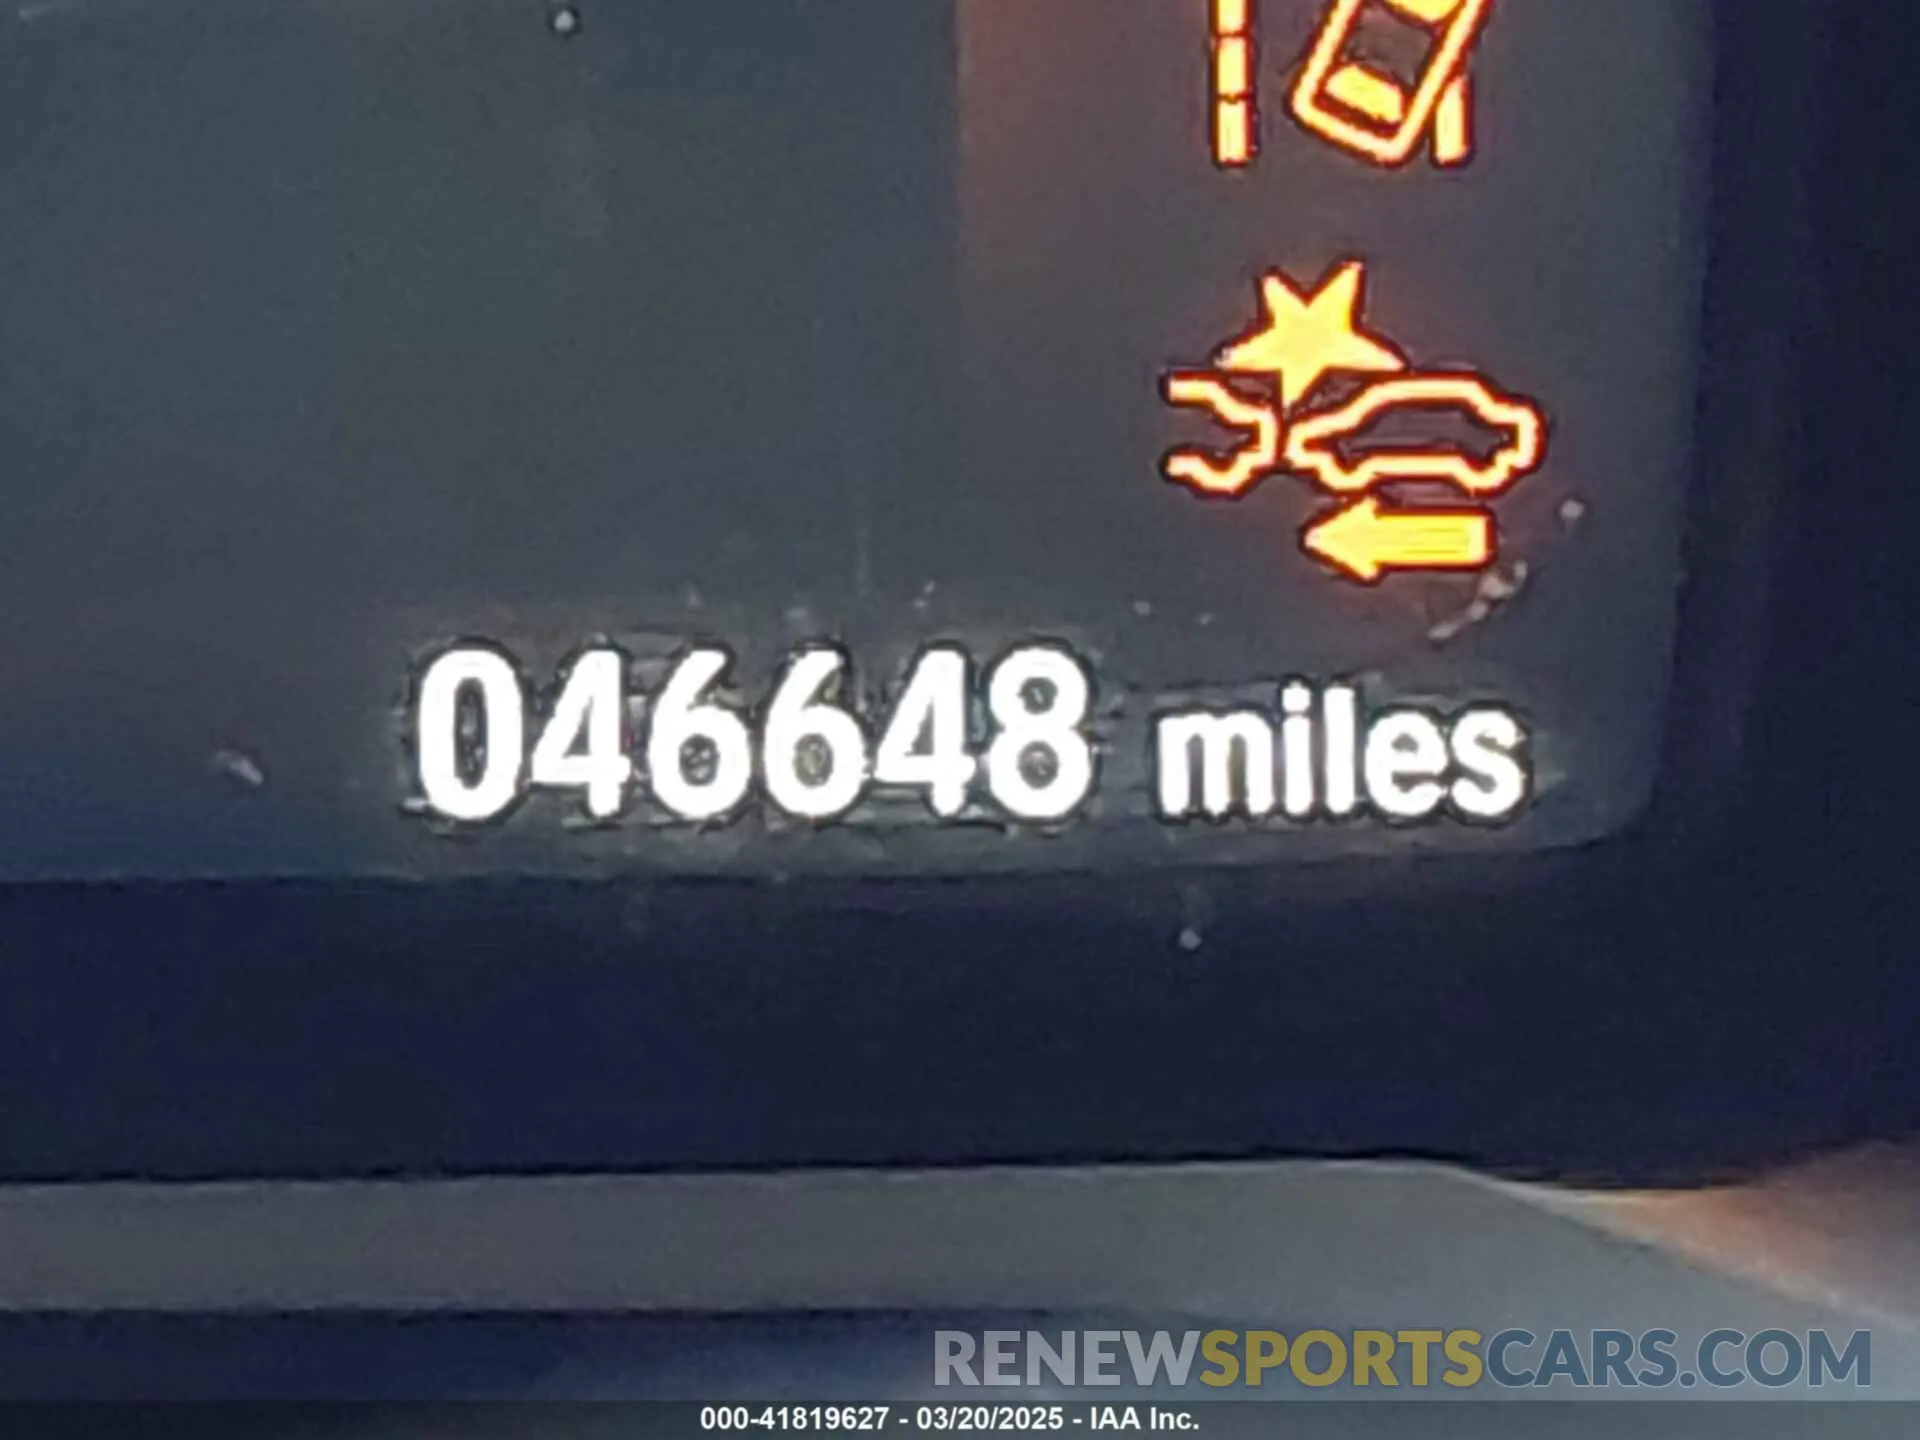 046648 miles
RENEWSPORTSCARS.COM
000-41819627 - 03/20/2025 - IAA Inc.